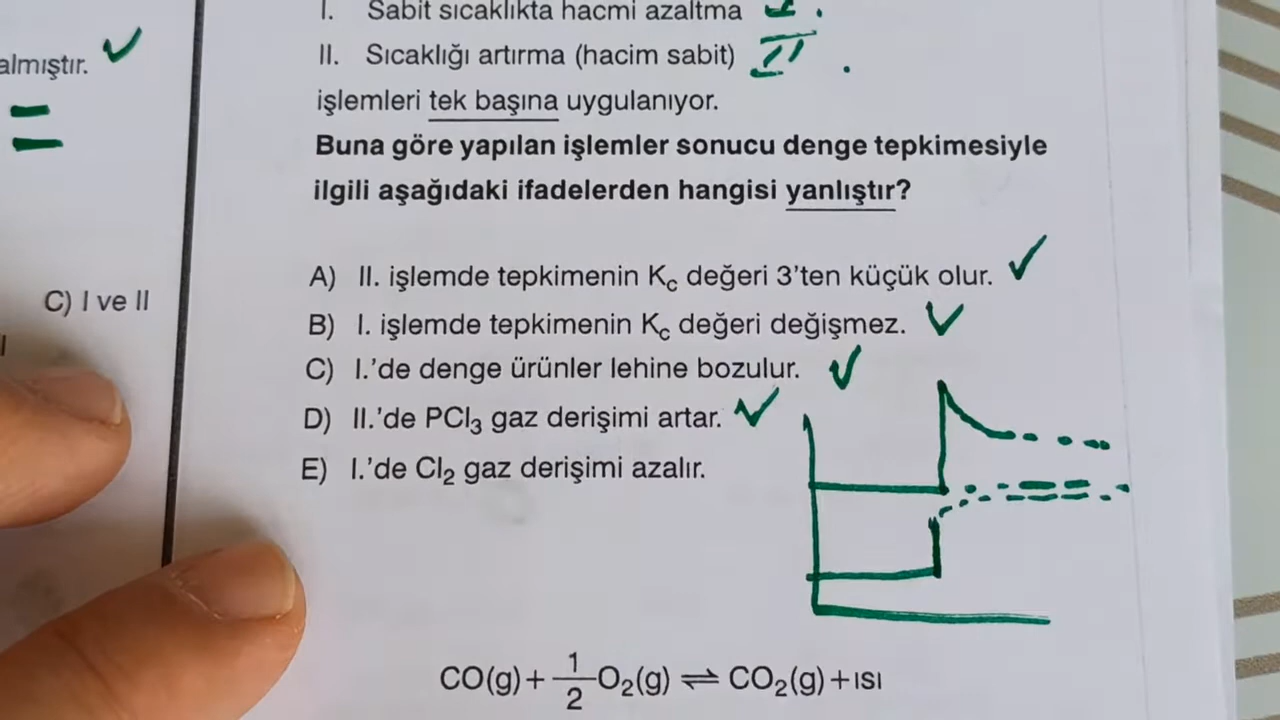 I. Sabit sıcaklıkta hacmi azaltma I.
almıştır.
II. Sıcaklığı artırma (hacim sabit) II.
işlemleri tek başına uygulanıyor.
Buna göre yapılan işlemler sonucu denge tepkimesiyle
ilgili aşağıdaki ifadelerden hangisi yanlıştır?
A) II. işlemde tepkimenin Kc değeri 3'ten küçük olur.
C) I ve II
B) I. işlemde tepkimenin Kc değeri değişmez.
C) I.'de denge ürünler lehine bozulur.
D) II.'de PCl3 gaz derişimi artar.
E) I.'de Cl2 gaz derişimi azalır.
CO(g) + 1/2 O2(g) ⇌ CO2(g) + ısı